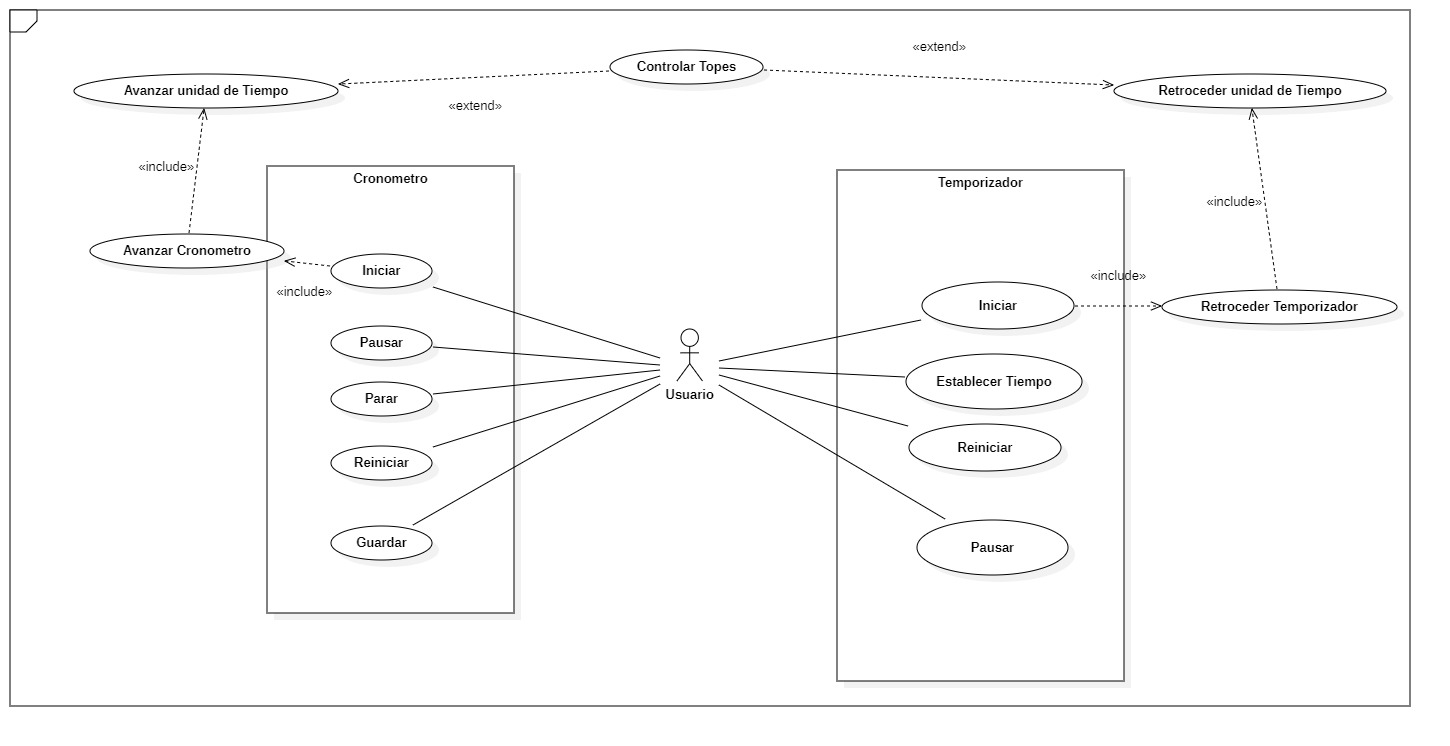 «extend»
Controlar Topes
Avanzar unidad de Tiempo
Retroceder unidad de Tiempo
«extend»
«include»
Cronometro
Temporizador
«include»
Avanzar Cronometro
Iniciar
«include»
«include»
Iniciar
Retroceder Temporizador
Pausar
Establecer Tiempo
Parar
Usuario
Reiniciar
Reiniciar
Guardar
Pausar